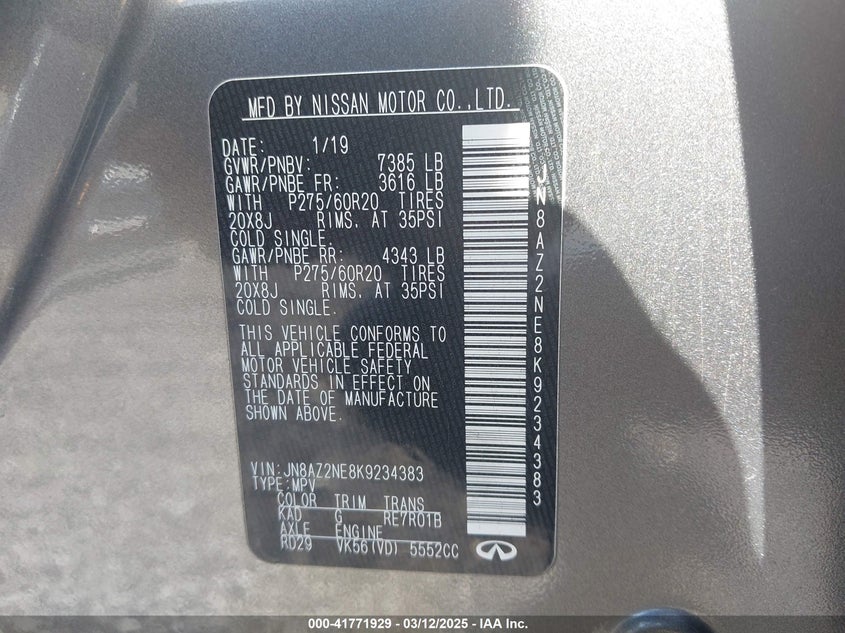 MFD BY NISSAN MOTOR CO.,LTD.
DATE: 1/19
GVWR/PNBV: 7385 LB
GAWR/PNBE FR: 3616 LB
WITH P275/60R20 TIRES
20X8J RIMS, AT 35PSI
COLD SINGLE.
GAWR/PNBE RR: 4343 LB
WITH P275/60R20 TIRES
20X8J RIMS, AT 35PSI
COLD SINGLE.
THIS VEHICLE CONFORMS TO
ALL APPLICABLE FEDERAL
MOTOR VEHICLE SAFETY
STANDARDS IN EFFECT ON
THE DATE OF MANUFACTURE
SHOWN ABOVE.
VIN:JN8AZ2NE8K9234383
TYPE:MPV
COLOR TRIM TRANS
KAD G RE7R01B
AXLE ENGINE
RD29 VK56(VD) 5552CC
JN8AZ2NE8K9234383
000-41771929 - 03/12/2025 - IAA Inc.